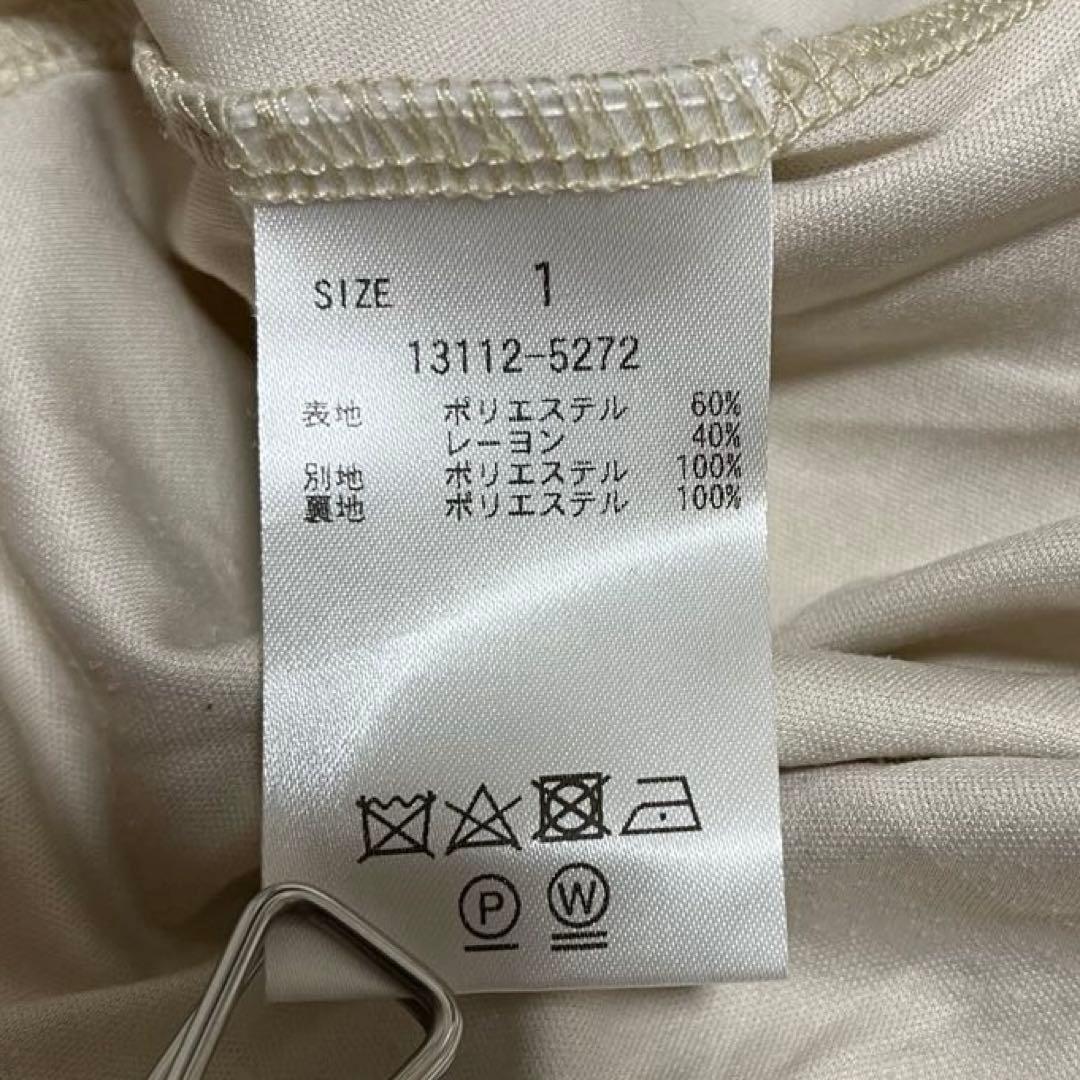 SIZE 1
13112-5272
表地 ポリエステル 60%
レーヨン 40%
別地 ポリエステル 100%
裏地 ポリエステル 100%
P W